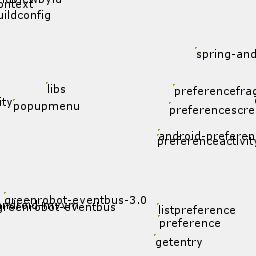 ontext
uildconfig
spring-and
libs
preferencefrag
ity
popupmenu
preferencescre
android-preferen
preferenceactivity
greenrobot-eventbus-3.0
greenrobot-eventbus
listpreference
preference
getentry